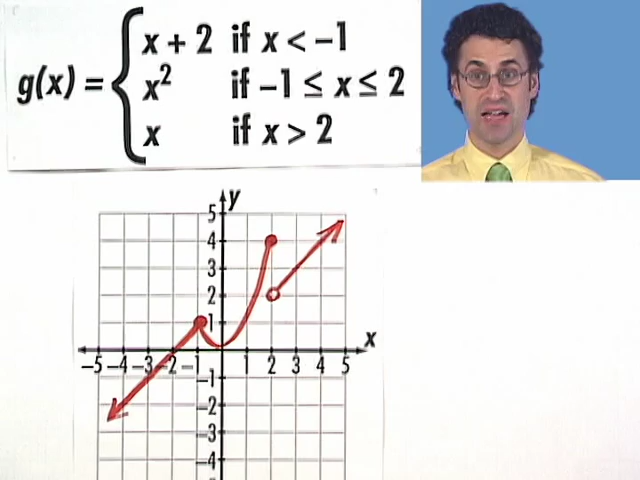 g(x) =
x + 2 if x < −1
x² if −1 ≤ x ≤ 2
x if x > 2
y
5
4
3
2
1
x
−5 −4 −3 −2 − 1 2 3 4 5
−1
−2
−3
−4